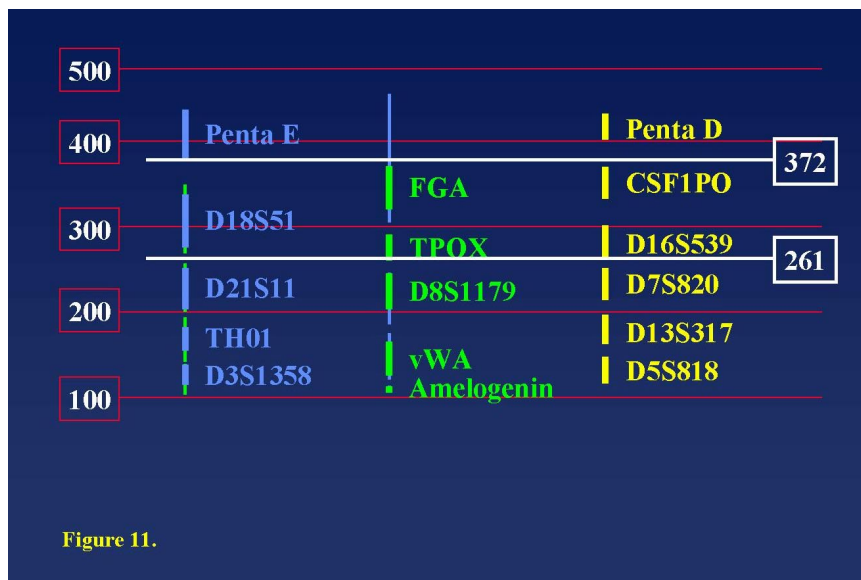 500
400
300
200
100
Penta E
D18S51
D21S11
TH01
D3S1358
FGA
TPOX
D8S1179
vWA
Amelogenin
Penta D
CSF1PO
D16S539
D7S820
D13S317
D5S818
372
261
Figure 11.